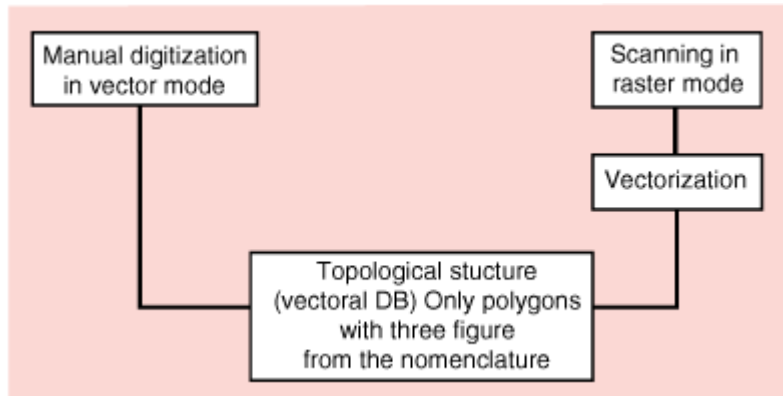 Manual digitization
in vector mode
Scanning in
raster mode
Vectorization
Topological stucture
(vectoral DB) Only polygons
with three figure
from the nomenclature